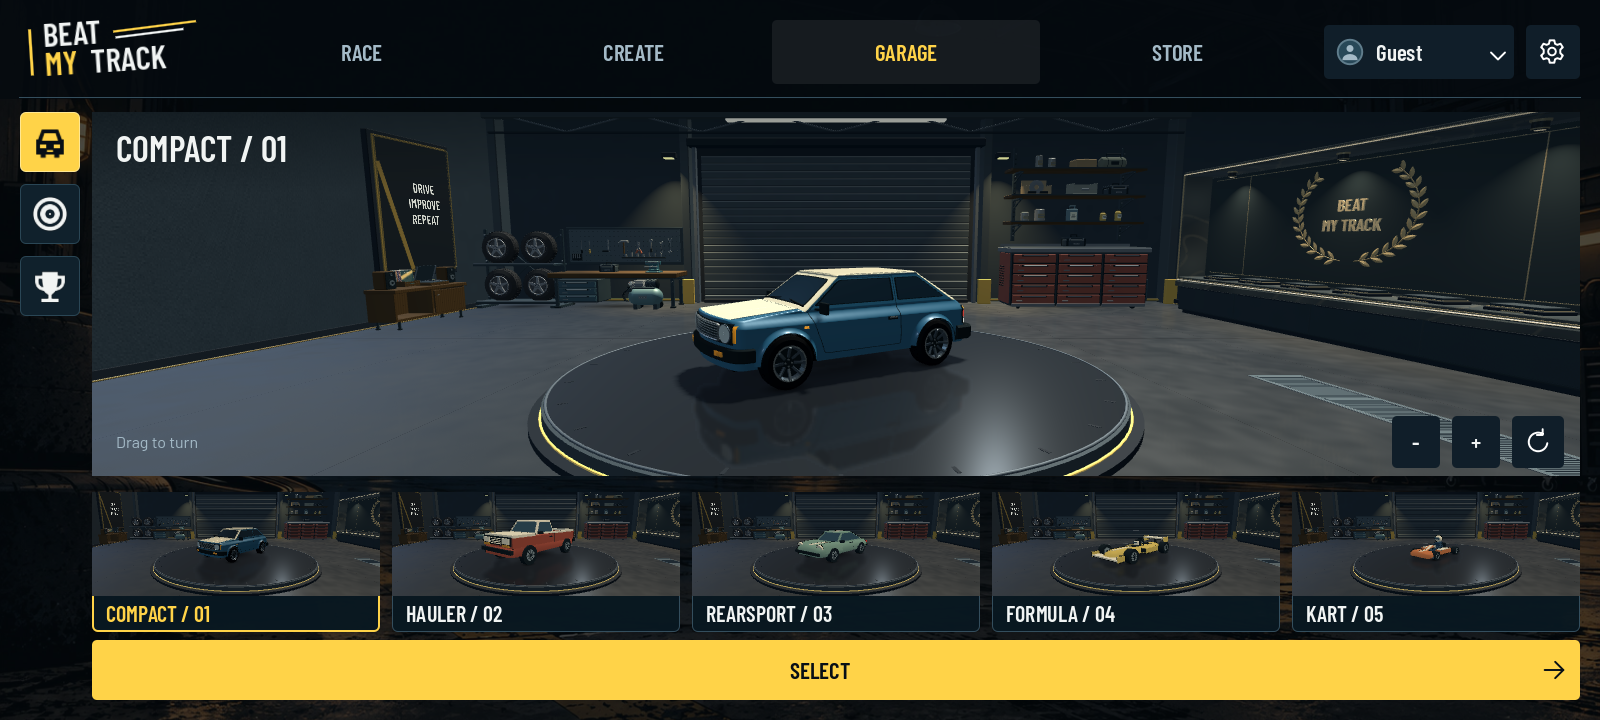 BEAT
MY TRACK
RACE
CREATE
GARAGE
STORE
Guest
COMPACT / 01
DRIVE
IMPROVE
REPEAT
BEAT
MY TRACK
Drag to turn
-
+
COMPACT / 01
HAULER / 02
REARSPORT / 03
FORMULA / 04
KART / 05
SELECT